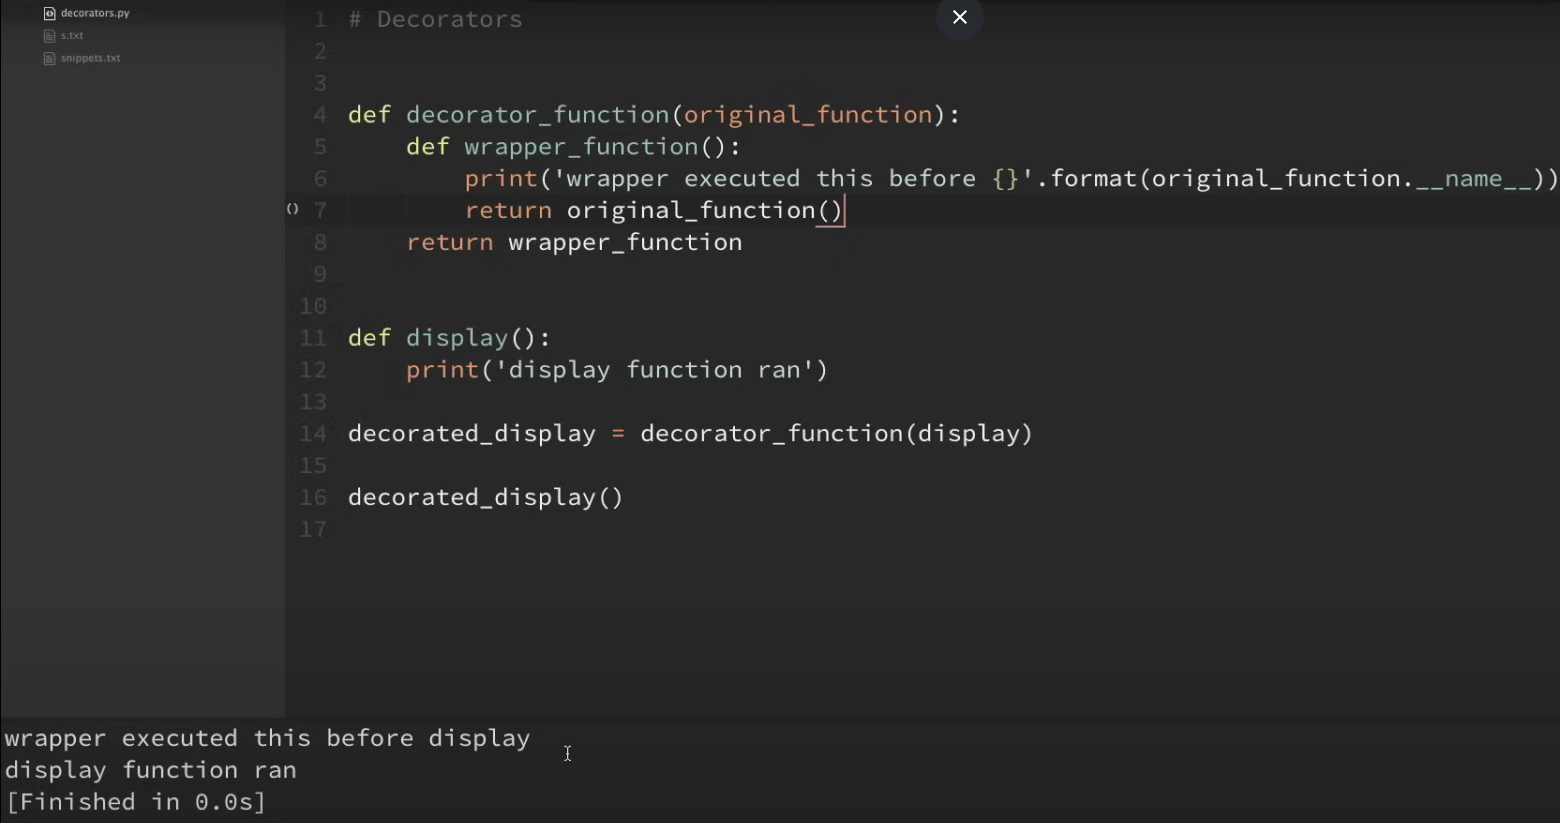 decorators.py
s.txt
snippets.txt
1 # Decorators
2
3
4 def decorator_function(original_function):
5     def wrapper_function():
6         print('wrapper executed this before {}'.format(original_function.__name__))
7         return original_function()
8     return wrapper_function
9
10
11 def display():
12     print('display function ran')
13
14 decorated_display = decorator_function(display)
15
16 decorated_display()
17
wrapper executed this before display
display function ran
[Finished in 0.0s]